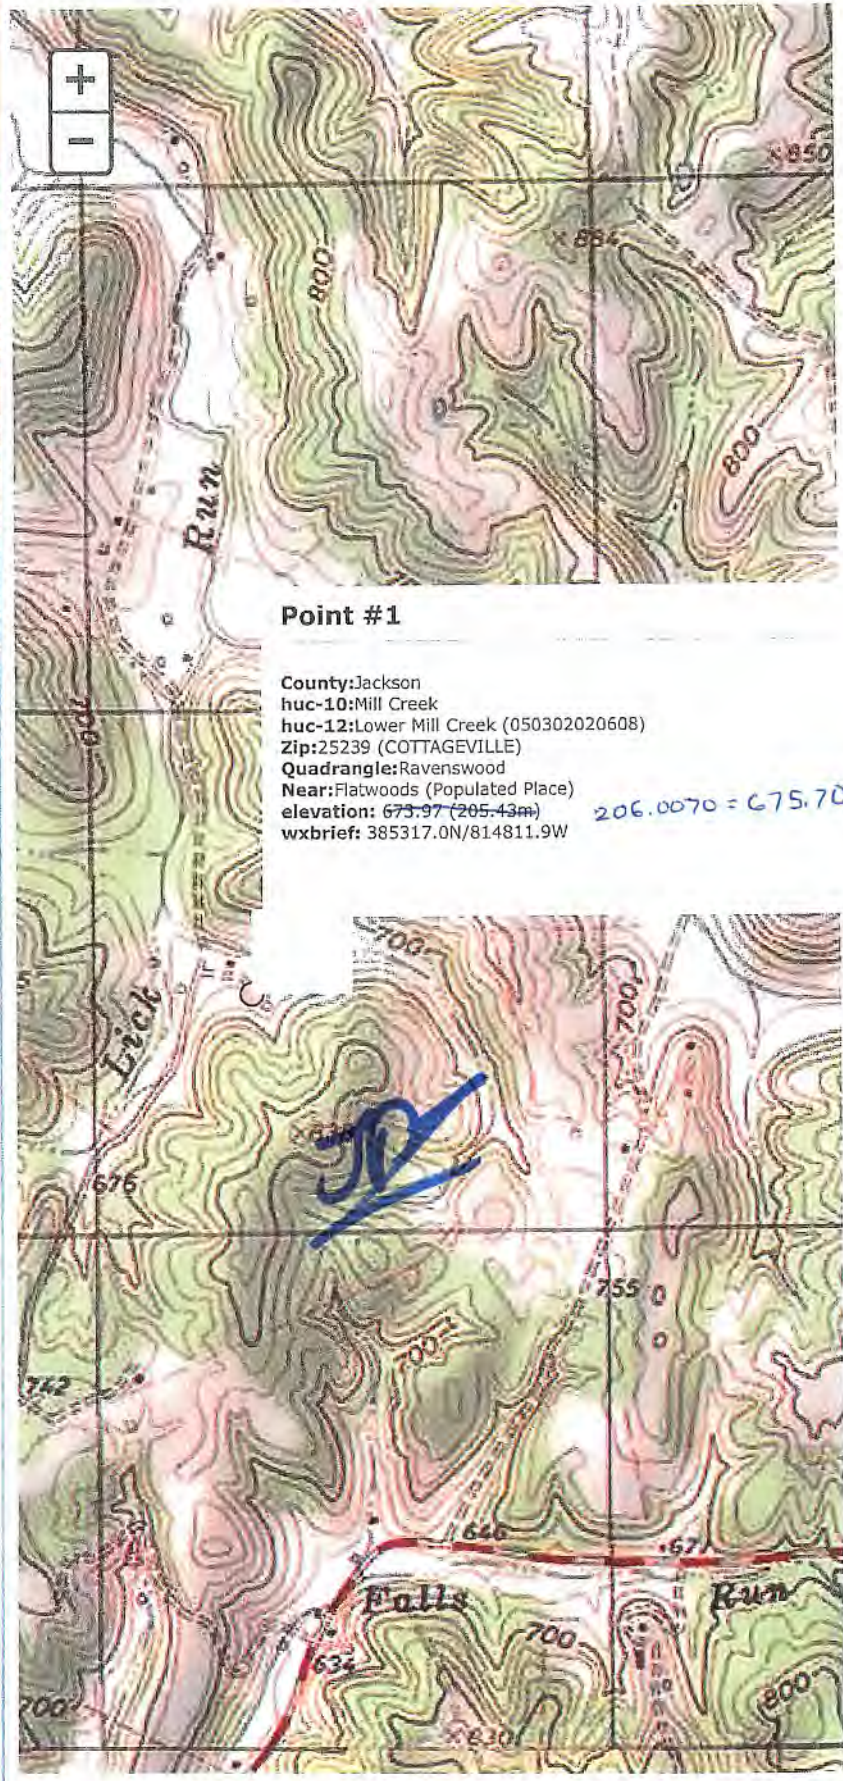 +
−
×850
×884
800
Run
800
Point #1
County:Jackson
huc-10:Mill Creek
huc-12:Lower Mill Creek (050302020608)
Zip:25239 (COTTAGEVILLE)
Quadrangle:Ravenswood
Near:Flatwoods (Populated Place)
elevation: 673.97 (205.43m) 206.0070 = 675.70
wxbrief: 385317.0N/814811.9W
700
700
700
Lick
676
755
700
742
646
677
Falls Run
700
634
700
800
×830